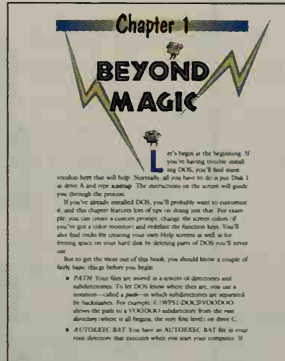 Chapter 1
BEYOND
MAGIC
Let's begin at the beginning. If
you're having trouble install
ing DOS, you'll find some
voodoo here that will help. Normally, all you have to do is put Disk 1
in drive A and type setup. The instructions on the screen will guide
you through the process.
If you've already installed DOS, you'll probably want to customize
it, and this chapter features lots of tips on doing just that. For exam-
ple, you can create a custom prompt, change the screen colors (if
you've got a color monitor) and redefine the function keys. You'll
also find tricks for creating your own Help screens as well as for
freeing space on your hard disk by deleting parts of DOS you'll never
use.
But to get the most out of this book, you should know a couple of
fairly basic things before you begin
PATH Your files are stored in a system of directories and
subdirectories. To let DOS know where they are, you use a
notation—called a path—in which subdirectories are separated
by backslashes. For example, C:\WP51\DOCS\VOODOO
shows the path to a VOODOO subdirectory from the root
directory (where it all begins, the very first level) on drive C.
AUTOEXEC.BAT You have an AUTOEXEC.BAT file in your
root directory that executes when you start your computer. If